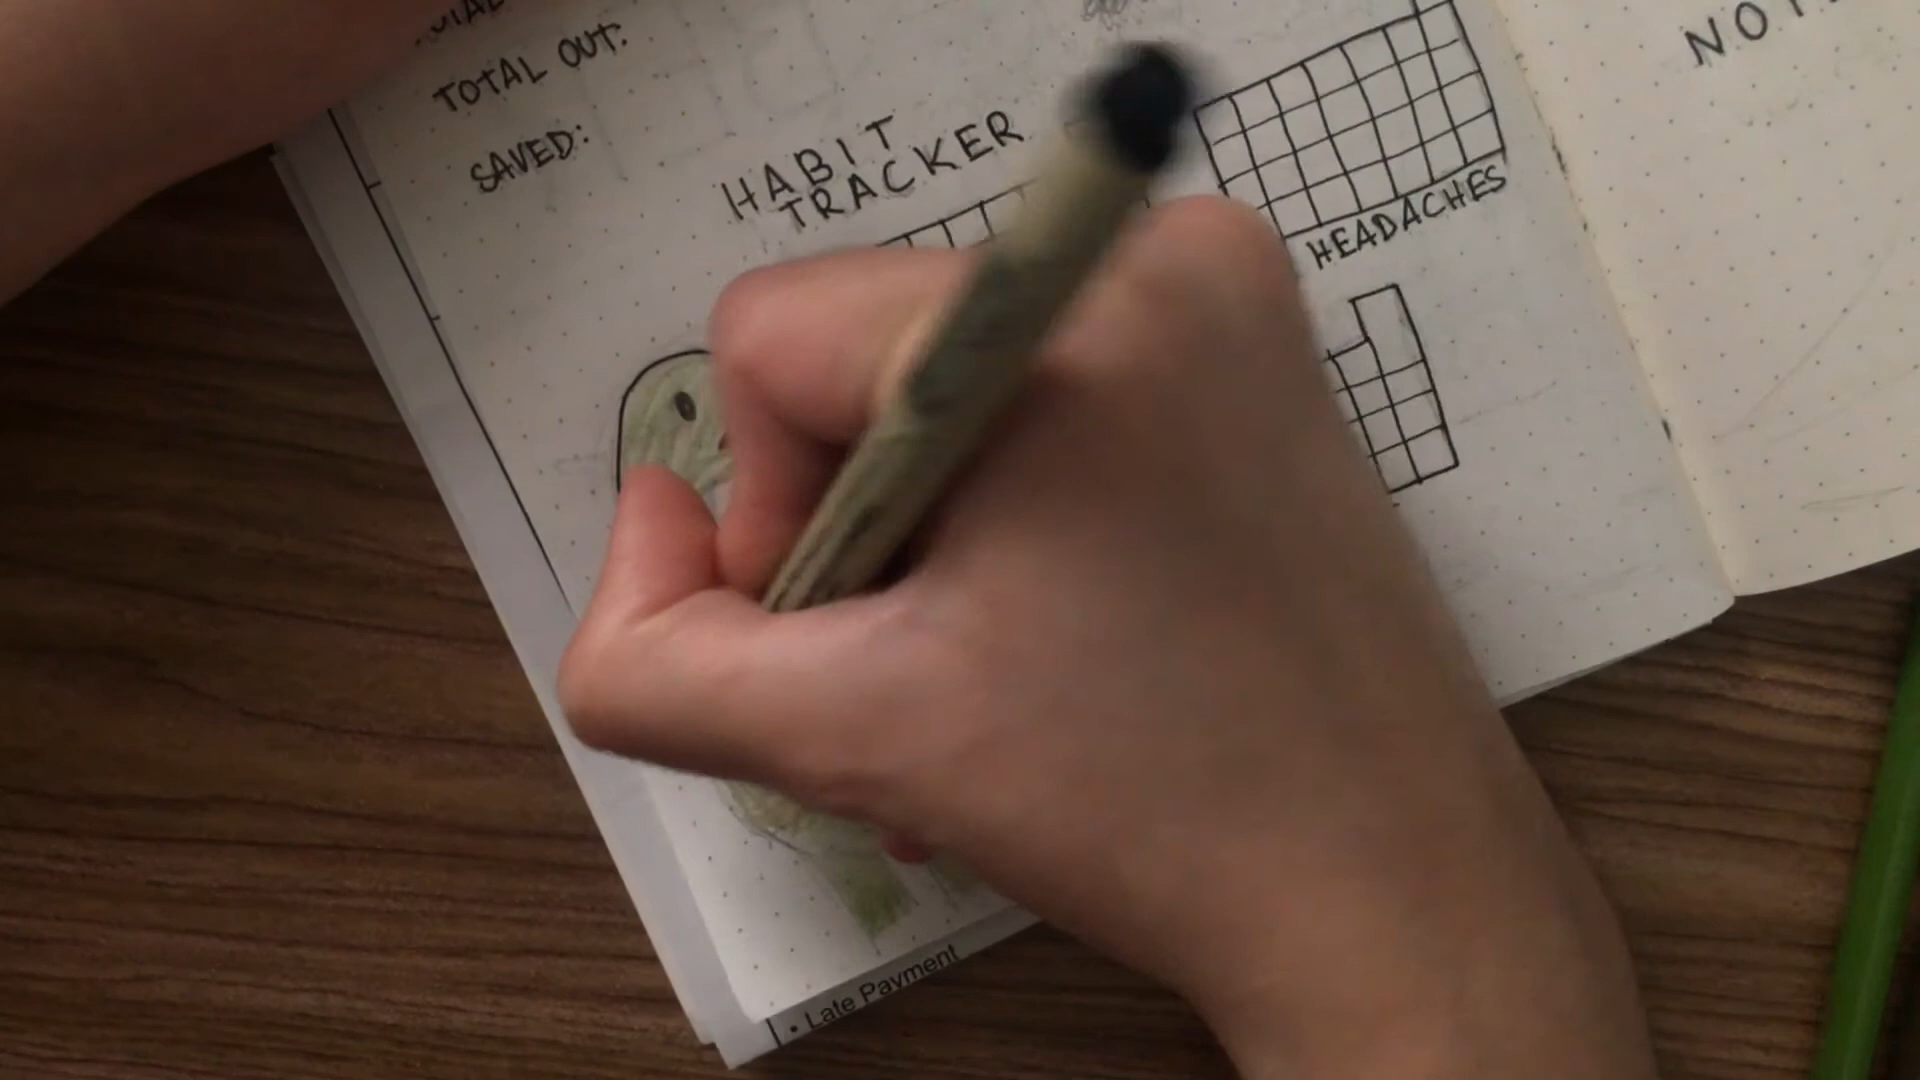 TOTAL OUT:
SAVED:
HABIT
TRACKER
HEADACHES
• Late Payment